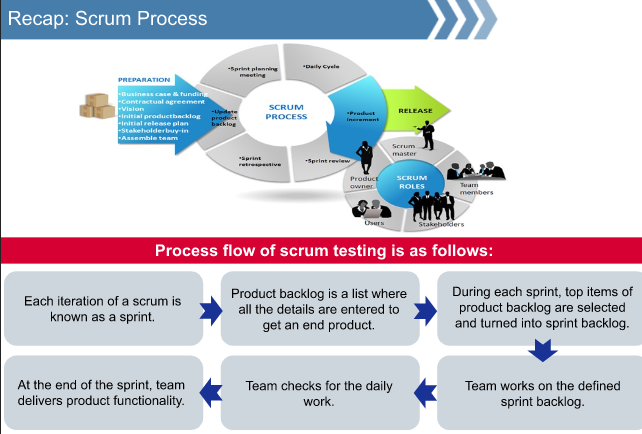 Recap: Scrum Process
PREPARATION
•Business case & funding
•Contractual agreement
•Vision
•Initial productbacklog
•Initial release plan
•Stakeholderbuy-in
•Assemble team
•Update
product
backlog
•Sprint planning
meeting
•Daily Cycle
•Product
increment
•Sprint review
•Sprint
retrospective
SCRUM
PROCESS
RELEASE
Scrum
master
Product
owner
SCRUM
ROLES
Team
members
Users
Stakeholders
Process flow of scrum testing is as follows:
Each iteration of a scrum is
known as a sprint.
Product backlog is a list where
all the details are entered to
get an end product.
During each sprint, top items of
product backlog are selected
and turned into sprint backlog.
Team works on the defined
sprint backlog.
Team checks for the daily
work.
At the end of the sprint, team
delivers product functionality.